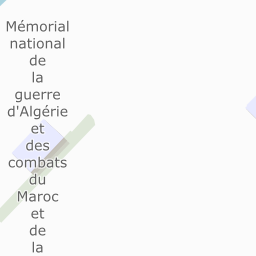 Mémorial
national
de
la
guerre
d'Algérie
et
des
combats
du
Maroc
et
de
la